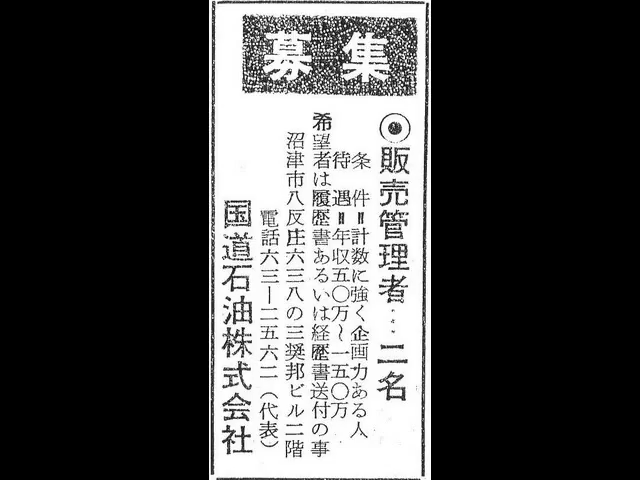 募集
◉販売管理者…二名
条件〓計数に強く企画力ある人
待遇〓年収五〇万〜一五〇万
希望者は履歴書あるいは経歴書送付の事
沼津市八反庄六三八の三奨邦ビル二階
電話六三ー二五六二(代表)
国道石油株式会社